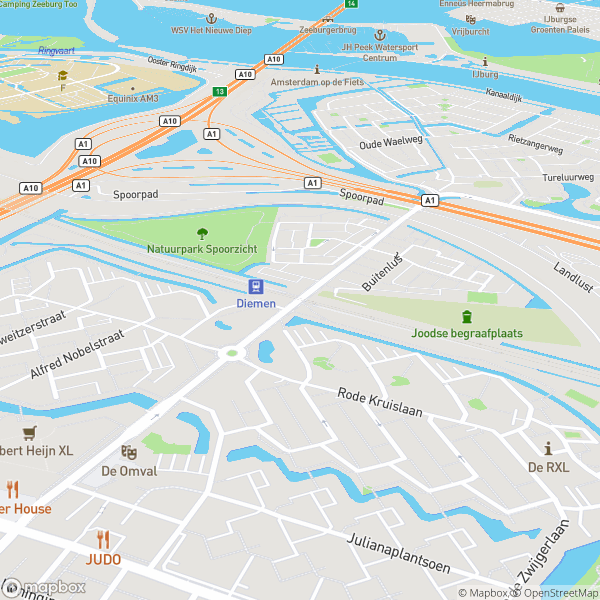 Camping Zeeburg Too
WSV Het Nieuwe Diep
Zeeburgerbrug
14
Enneüs Heermabrug
Vrijburcht
IJburgse
Groenten Paleis
Ringvaart
Ooster Ringdijk
A10
A10
JH Peek Watersport
Centrum
IJburg
F
Equinix AM3
13
Amsterdam op de Fiets
Kanaaldijk
A10
A1
A1
A10
Oude Waelweg
Rietzangerweg
A10
A1
Spoorpad
A1
Spoorpad
A1
Tureluurweg
Natuurpark Spoorzicht
Buitenlust
Landlust
Diemen
Joodse begraafplaats
weitzerstraat
Alfred Nobelstraat
Rode Kruislaan
bert Heijn XL
De Omval
De RXL
er House
JUDO
Julianaplantsoen
Zwijgerlaan
mapbox
© Mapbox, © OpenStreetMap